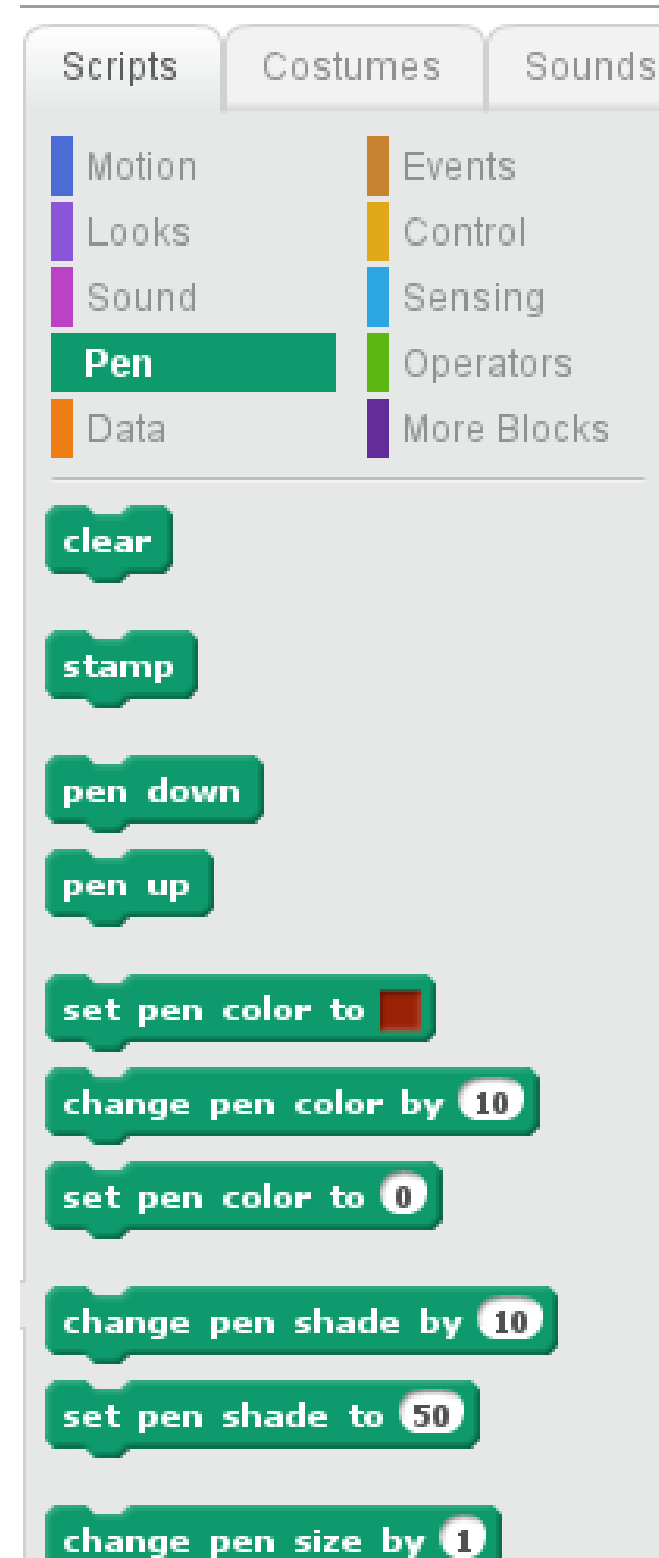 Scripts Costumes Sounds
Motion Events
Looks Control
Sound Sensing
Pen Operators
Data More Blocks
clear
stamp
pen down
pen up
set pen color to
change pen color by 10
set pen color to 0
change pen shade by 10
set pen shade to 50
change pen size by 1